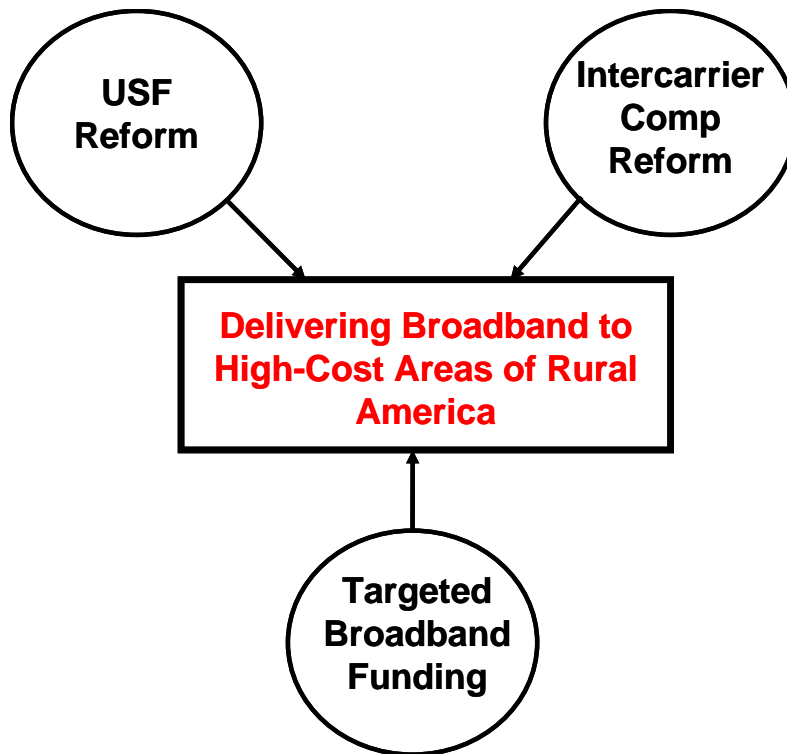 USF
Reform
Intercarrier
Comp
Reform
Delivering Broadband to
High-Cost Areas of Rural
America
Targeted
Broadband
Funding